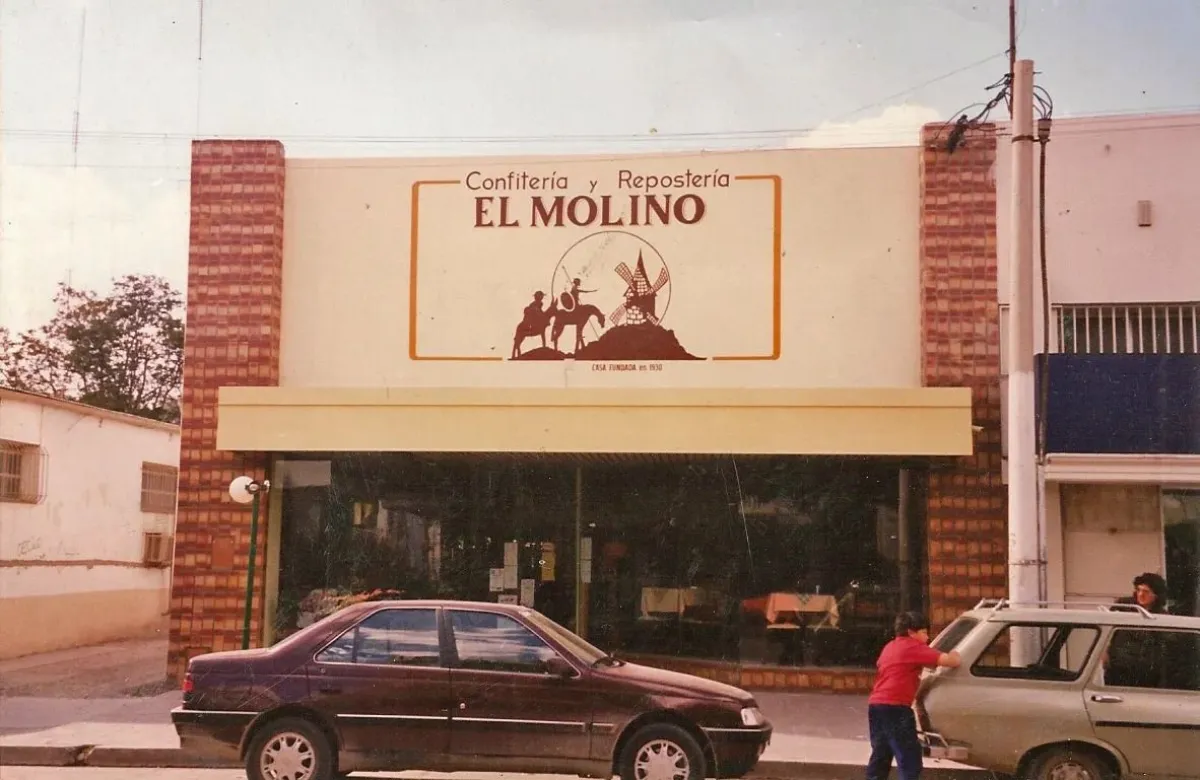 Confitería y Repostería
EL MOLINO
CASA FUNDADA en 1930